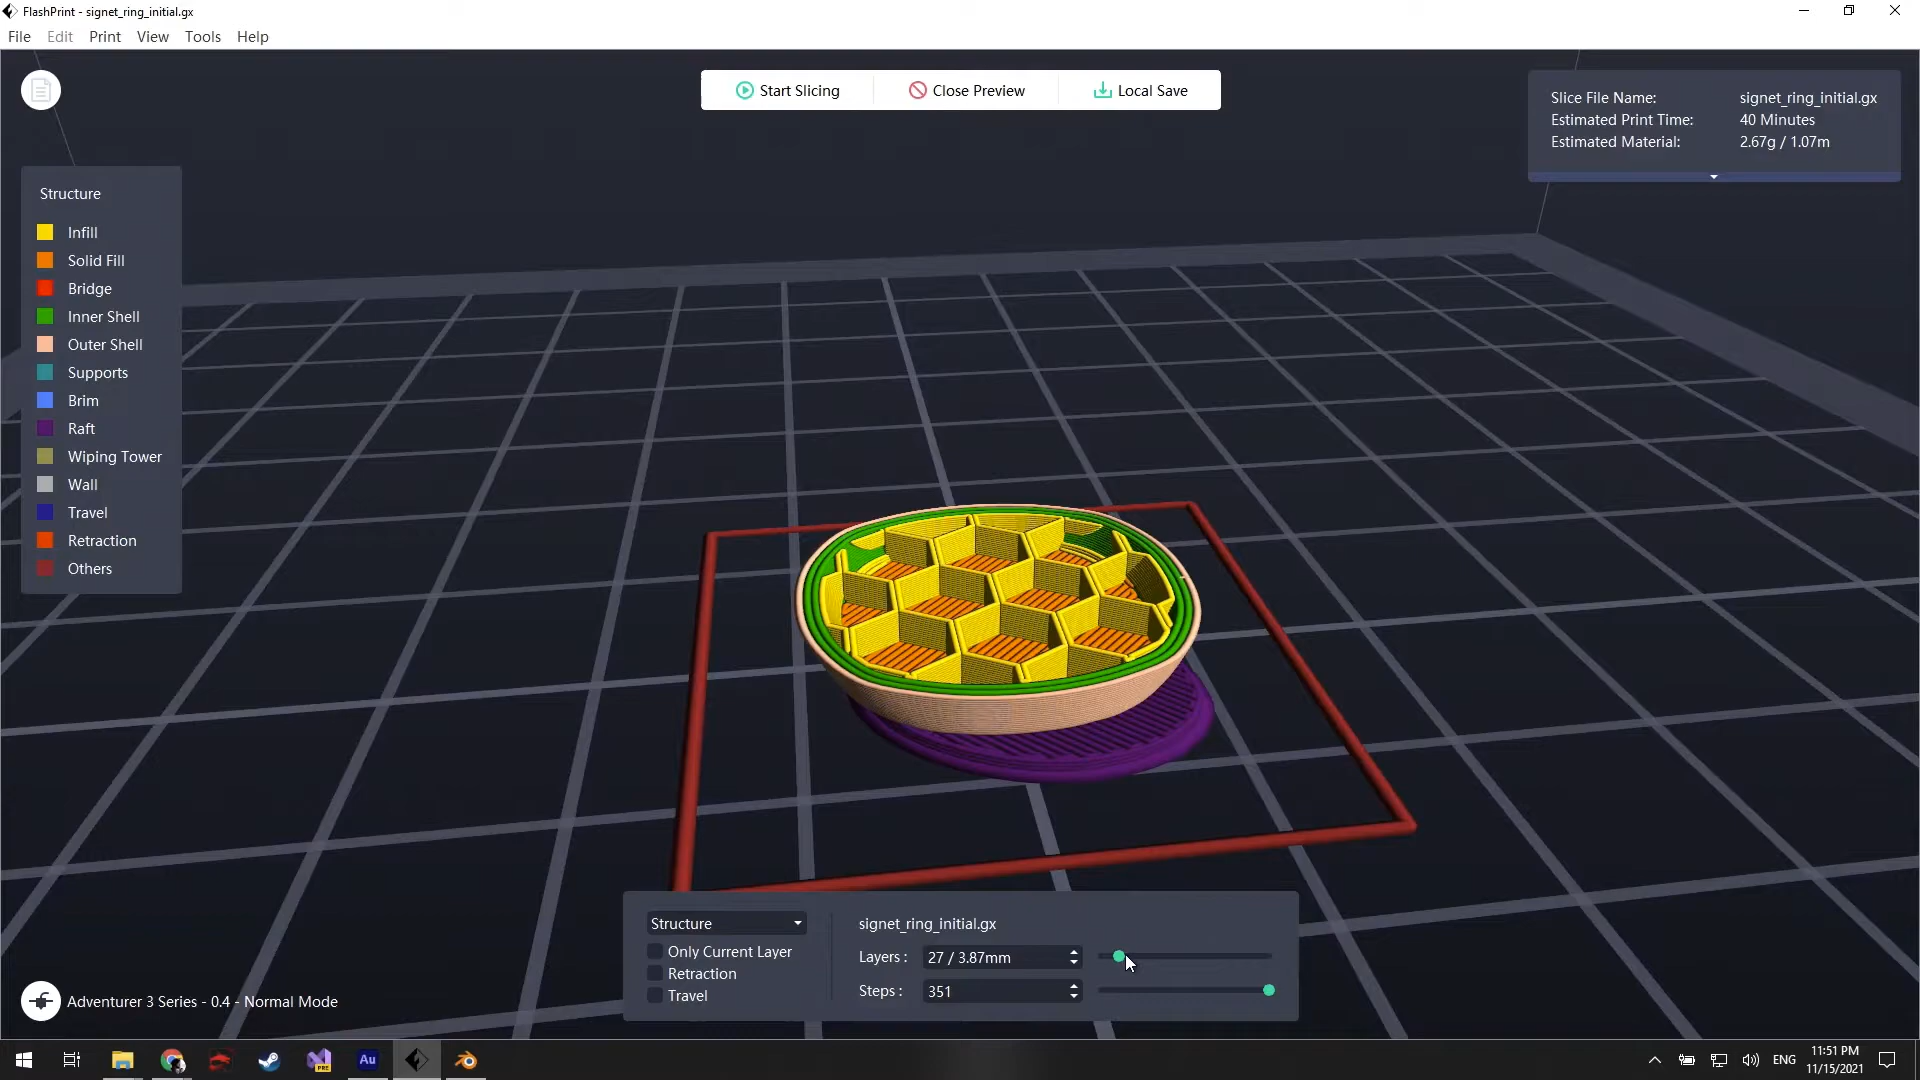 FlashPrint - signet_ring_initial.gx
File Edit Print View Tools Help
Start Slicing Close Preview Local Save
Slice File Name: signet_ring_initial.gx
Estimated Print Time: 40 Minutes
Estimated Material: 2.67g / 1.07m
Structure
Infill
Solid Fill
Bridge
Inner Shell
Outer Shell
Supports
Brim
Raft
Wiping Tower
Wall
Travel
Retraction
Others
Structure
Only Current Layer
Retraction
Travel
signet_ring_initial.gx
Layers : 27 / 3.87mm
Steps : 351
Adventurer 3 Series - 0.4 - Normal Mode
PRE
Au
ENG
11:51 PM
11/15/2021